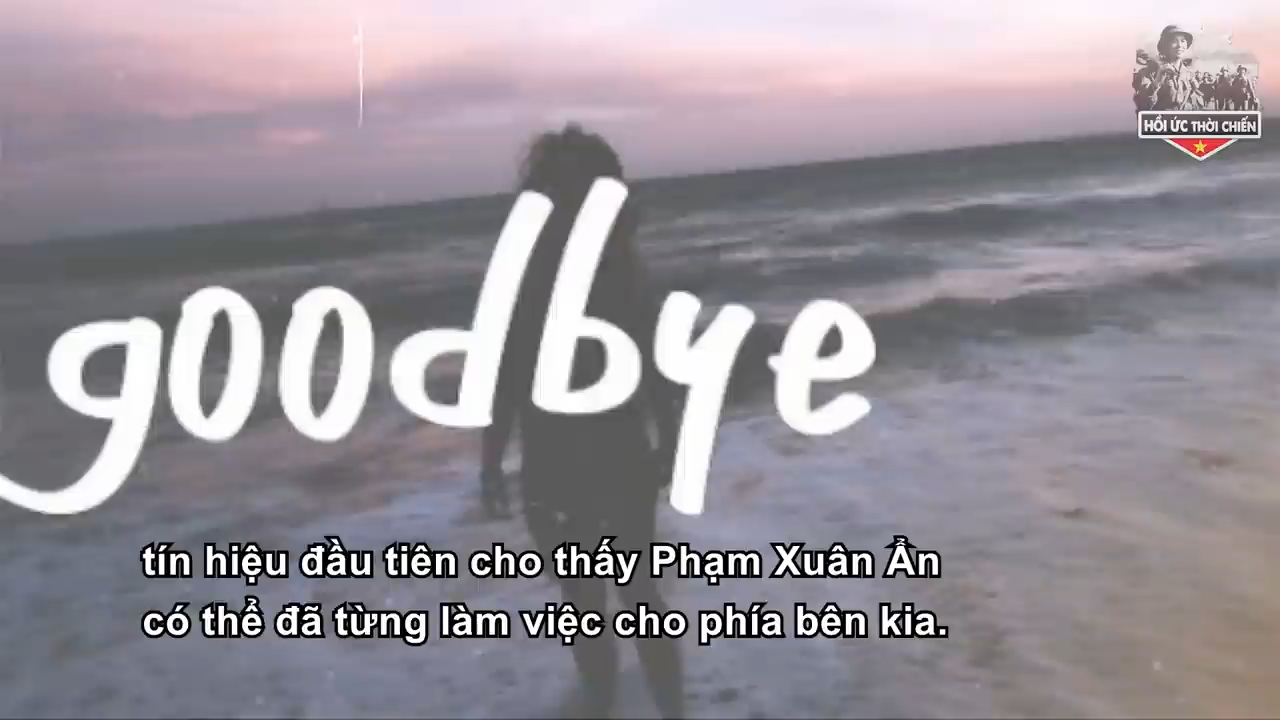 HỒI ỨC THỜI CHIẾN
goodbye
tín hiệu đầu tiên cho thấy Phạm Xuân Ẩn
có thể đã từng làm việc cho phía bên kia.